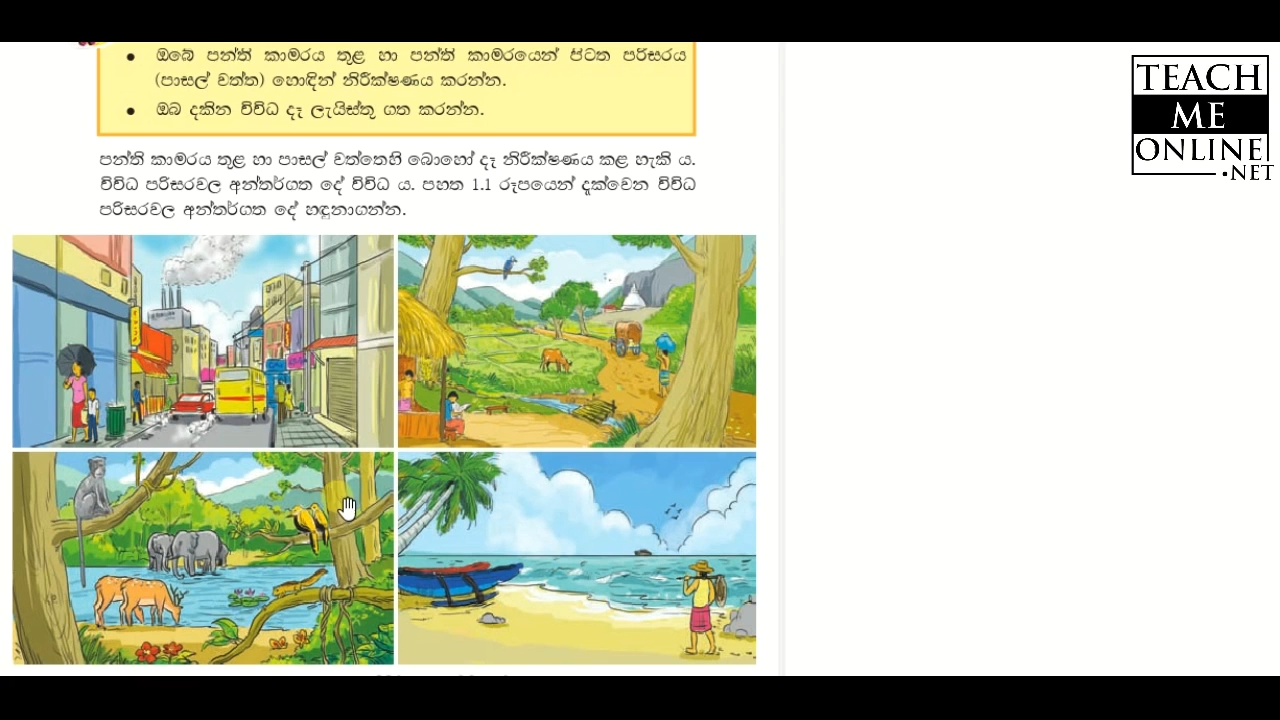 • ඔබේ පන්ති කාමරය තුළ හා පන්ති කාමරයෙන් පිටත පරිසරය
(පාසල් වත්ත) හොඳින් නිරීක්ෂණය කරන්න.
• ඔබ දකින විවිධ දෑ ලැයිස්තු ගත කරන්න.
පන්ති කාමරය තුළ හා පාසල් වත්තෙහි බොහෝ දෑ නිරීක්ෂණය කළ හැකි ය.
විවිධ පරිසරවල අන්තර්ගත දේ විවිධ ය. පහත 1.1 රූපයෙන් දැක්වෙන විවිධ
පරිසරවල අන්තර්ගත දේ හඳුනාගන්න.
TEACH
ME
ONLINE
.NET